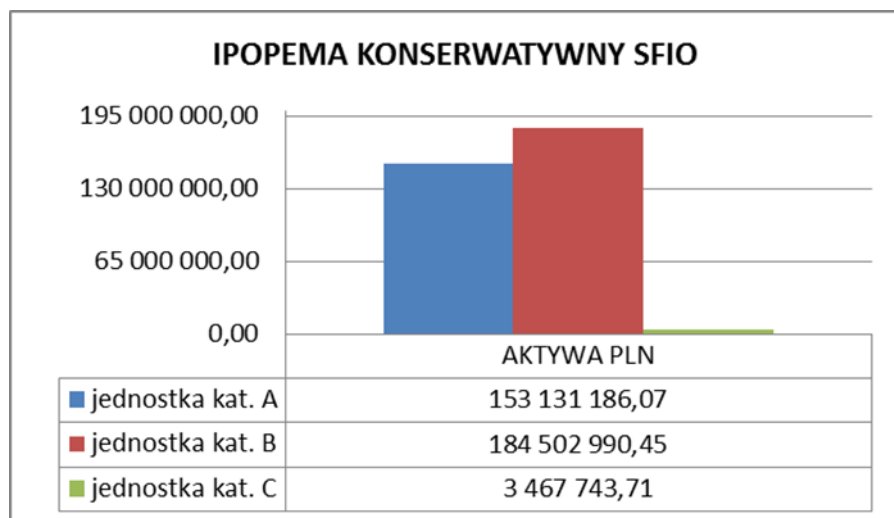 IPOPEMA KONSERWATYWNY SFIO
195 000 000,00
130 000 000,00
65 000 000,00
0,00
AKTYWA PLN
jednostka kat. A 153 131 186,07
jednostka kat. B 184 502 990,45
jednostka kat. C 3 467 743,71